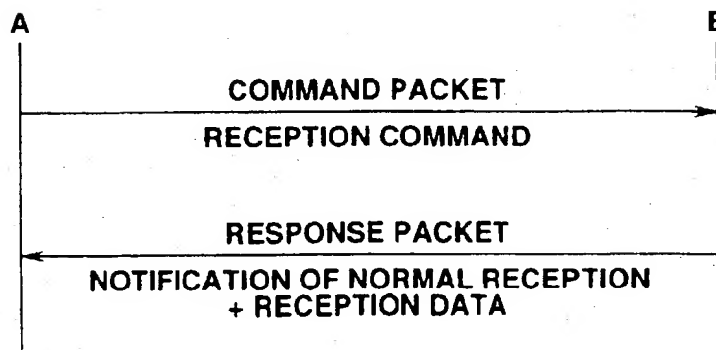 A
COMMAND PACKET
RECEPTION COMMAND
RESPONSE PACKET
NOTIFICATION OF NORMAL RECEPTION
+ RECEPTION DATA